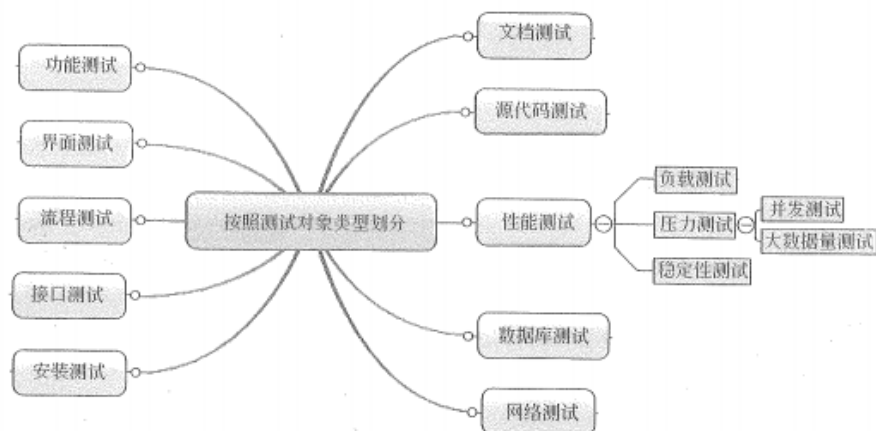 功能测试
界面测试
流程测试
接口测试
安装测试
按照测试对象类型划分
文档测试
源代码测试
性能测试
负载测试
压力测试
并发测试
大数据量测试
稳定性测试
数据库测试
网络测试